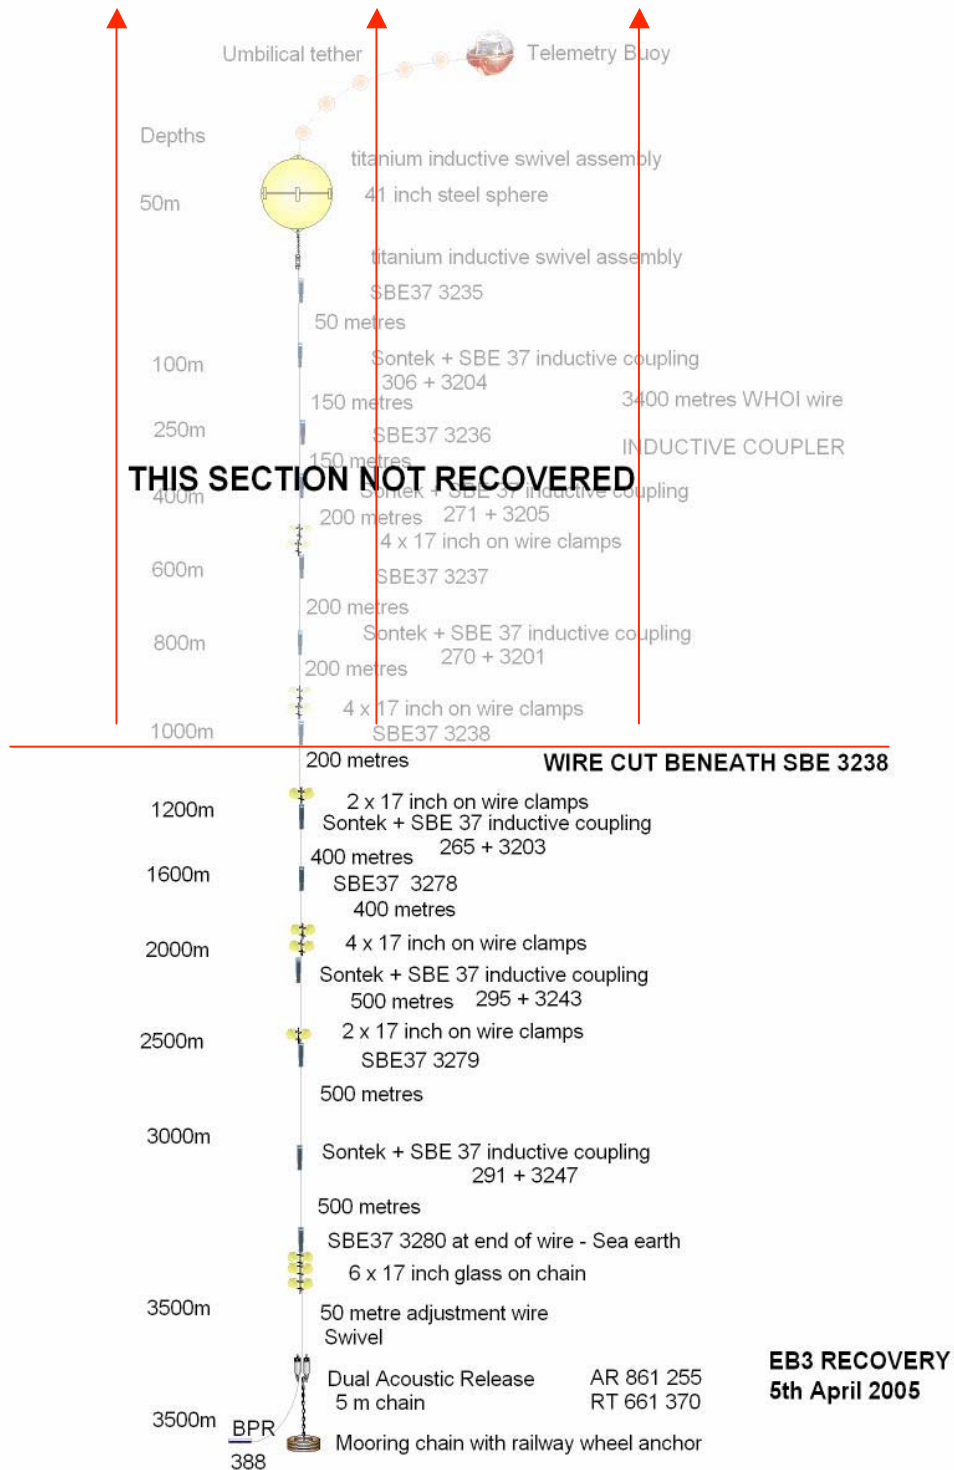 Umbilical tether
Telemetry Buoy
Depths
titanium inductive swivel assembly
50m
41 inch steel sphere
titanium inductive swivel assembly
SBE37 3235
50 metres
100m
Sontek + SBE 37 inductive coupling
306 + 3204
150 metres
3400 metres WHOI wire
250m
SBE37 3236
INDUCTIVE COUPLER
150 metres
THIS SECTION NOT RECOVERED
400m
Sontek + SBE 37 inductive coupling
200 metres
271 + 3205
4 x 17 inch on wire clamps
600m
SBE37 3237
200 metres
800m
Sontek + SBE 37 inductive coupling
270 + 3201
200 metres
4 x 17 inch on wire clamps
1000m
SBE37 3238
200 metres
WIRE CUT BENEATH SBE 3238
1200m
2 x 17 inch on wire clamps
Sontek + SBE 37 inductive coupling
265 + 3203
400 metres
1600m
SBE37 3278
400 metres
2000m
4 x 17 inch on wire clamps
Sontek + SBE 37 inductive coupling
500 metres
295 + 3243
2500m
2 x 17 inch on wire clamps
SBE37 3279
500 metres
3000m
Sontek + SBE 37 inductive coupling
291 + 3247
500 metres
SBE37 3280 at end of wire - Sea earth
6 x 17 inch glass on chain
3500m
50 metre adjustment wire
Swivel
Dual Acoustic Release
AR 861 255
5 m chain
RT 661 370
EB3 RECOVERY
5th April 2005
3500m
BPR
388
Mooring chain with railway wheel anchor